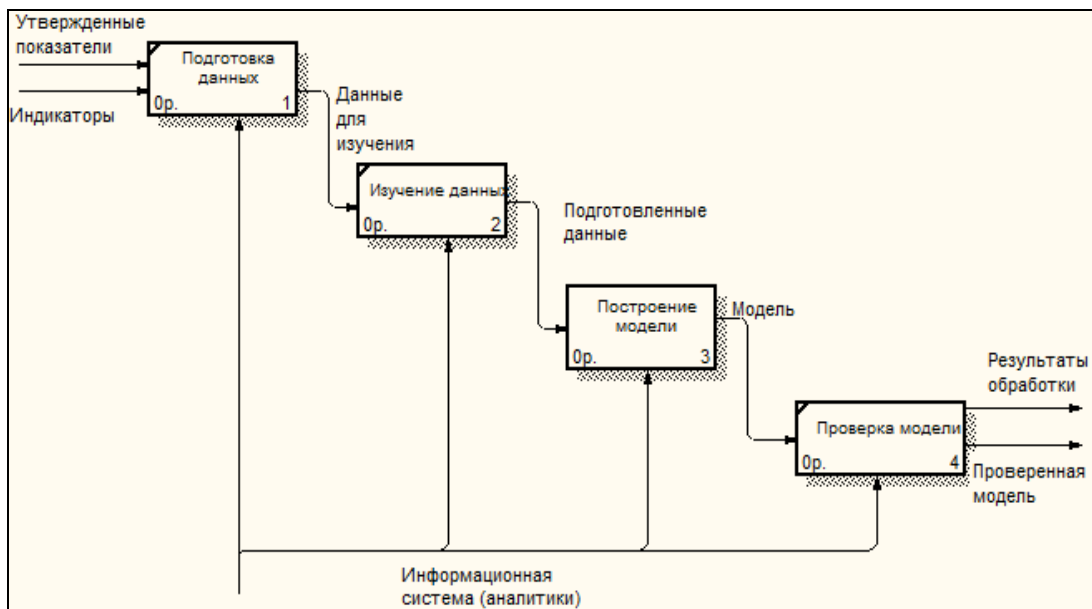 Утвержденные
показатели
Индикаторы
Подготовка
данных
0р. 1
Данные
для
изучения
Изучение данных
0р. 2
Подготовленные
данные
Построение
модели
0р. 3
Модель
Проверка модели
0р. 4
Результаты
обработки
Проверенная
модель
Информационная
система (аналитики)